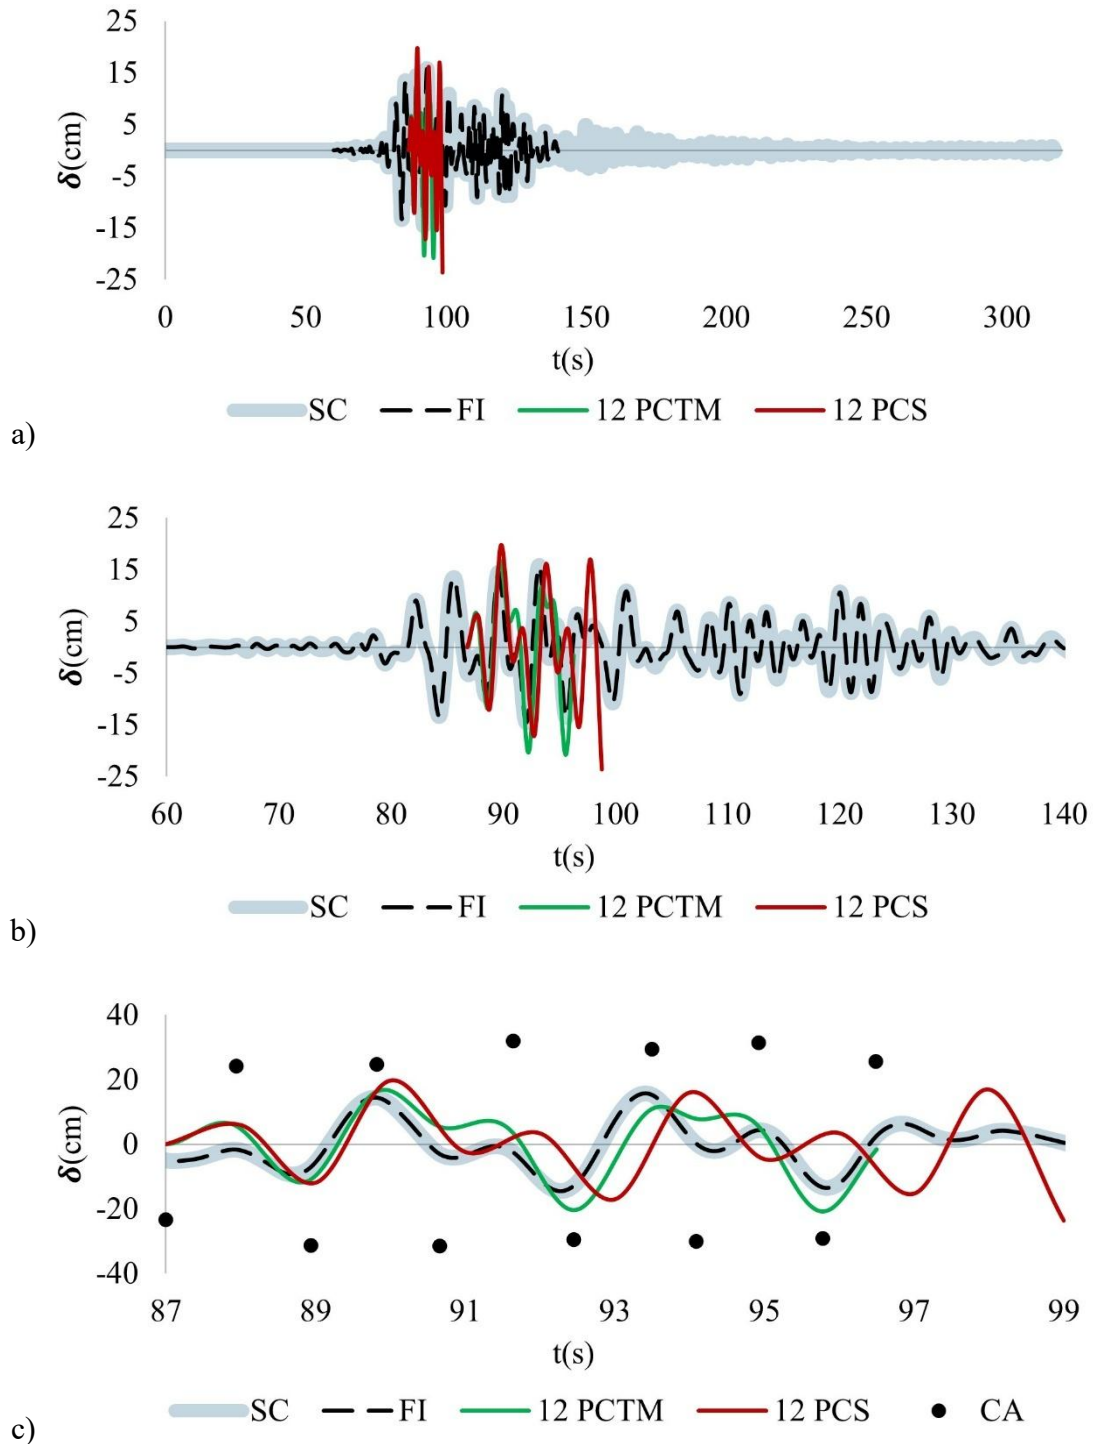 25
15
5
-5
-15
-25
δ(cm)
0 50 100 150 200 250 300
t(s)
SC FI 12 PCTM 12 PCS
a)
25
15
5
-5
-15
-25
δ(cm)
60 70 80 90 100 110 120 130 140
t(s)
SC FI 12 PCTM 12 PCS
b)
40
20
0
-20
-40
δ(cm)
87 89 91 93 95 97 99
t(s)
SC FI 12 PCTM 12 PCS CA
c)